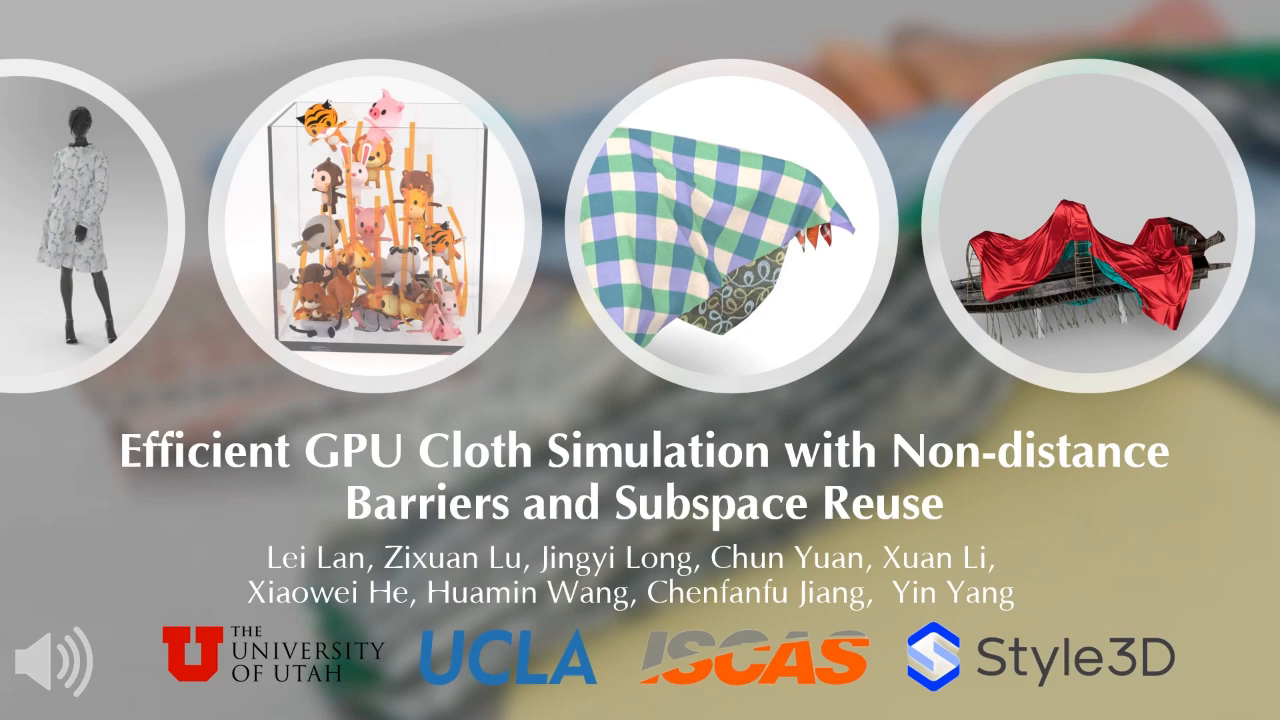 Efficient GPU Cloth Simulation with Non-distance
Barriers and Subspace Reuse
Lei Lan, Zixuan Lu, Jingyi Long, Chun Yuan, Xuan Li,
Xiaowei He, Huamin Wang, Chenfanfu Jiang, Yin Yang
U THE
UNIVERSITY
OF UTAH
UCLA
ISCAS
Style3D